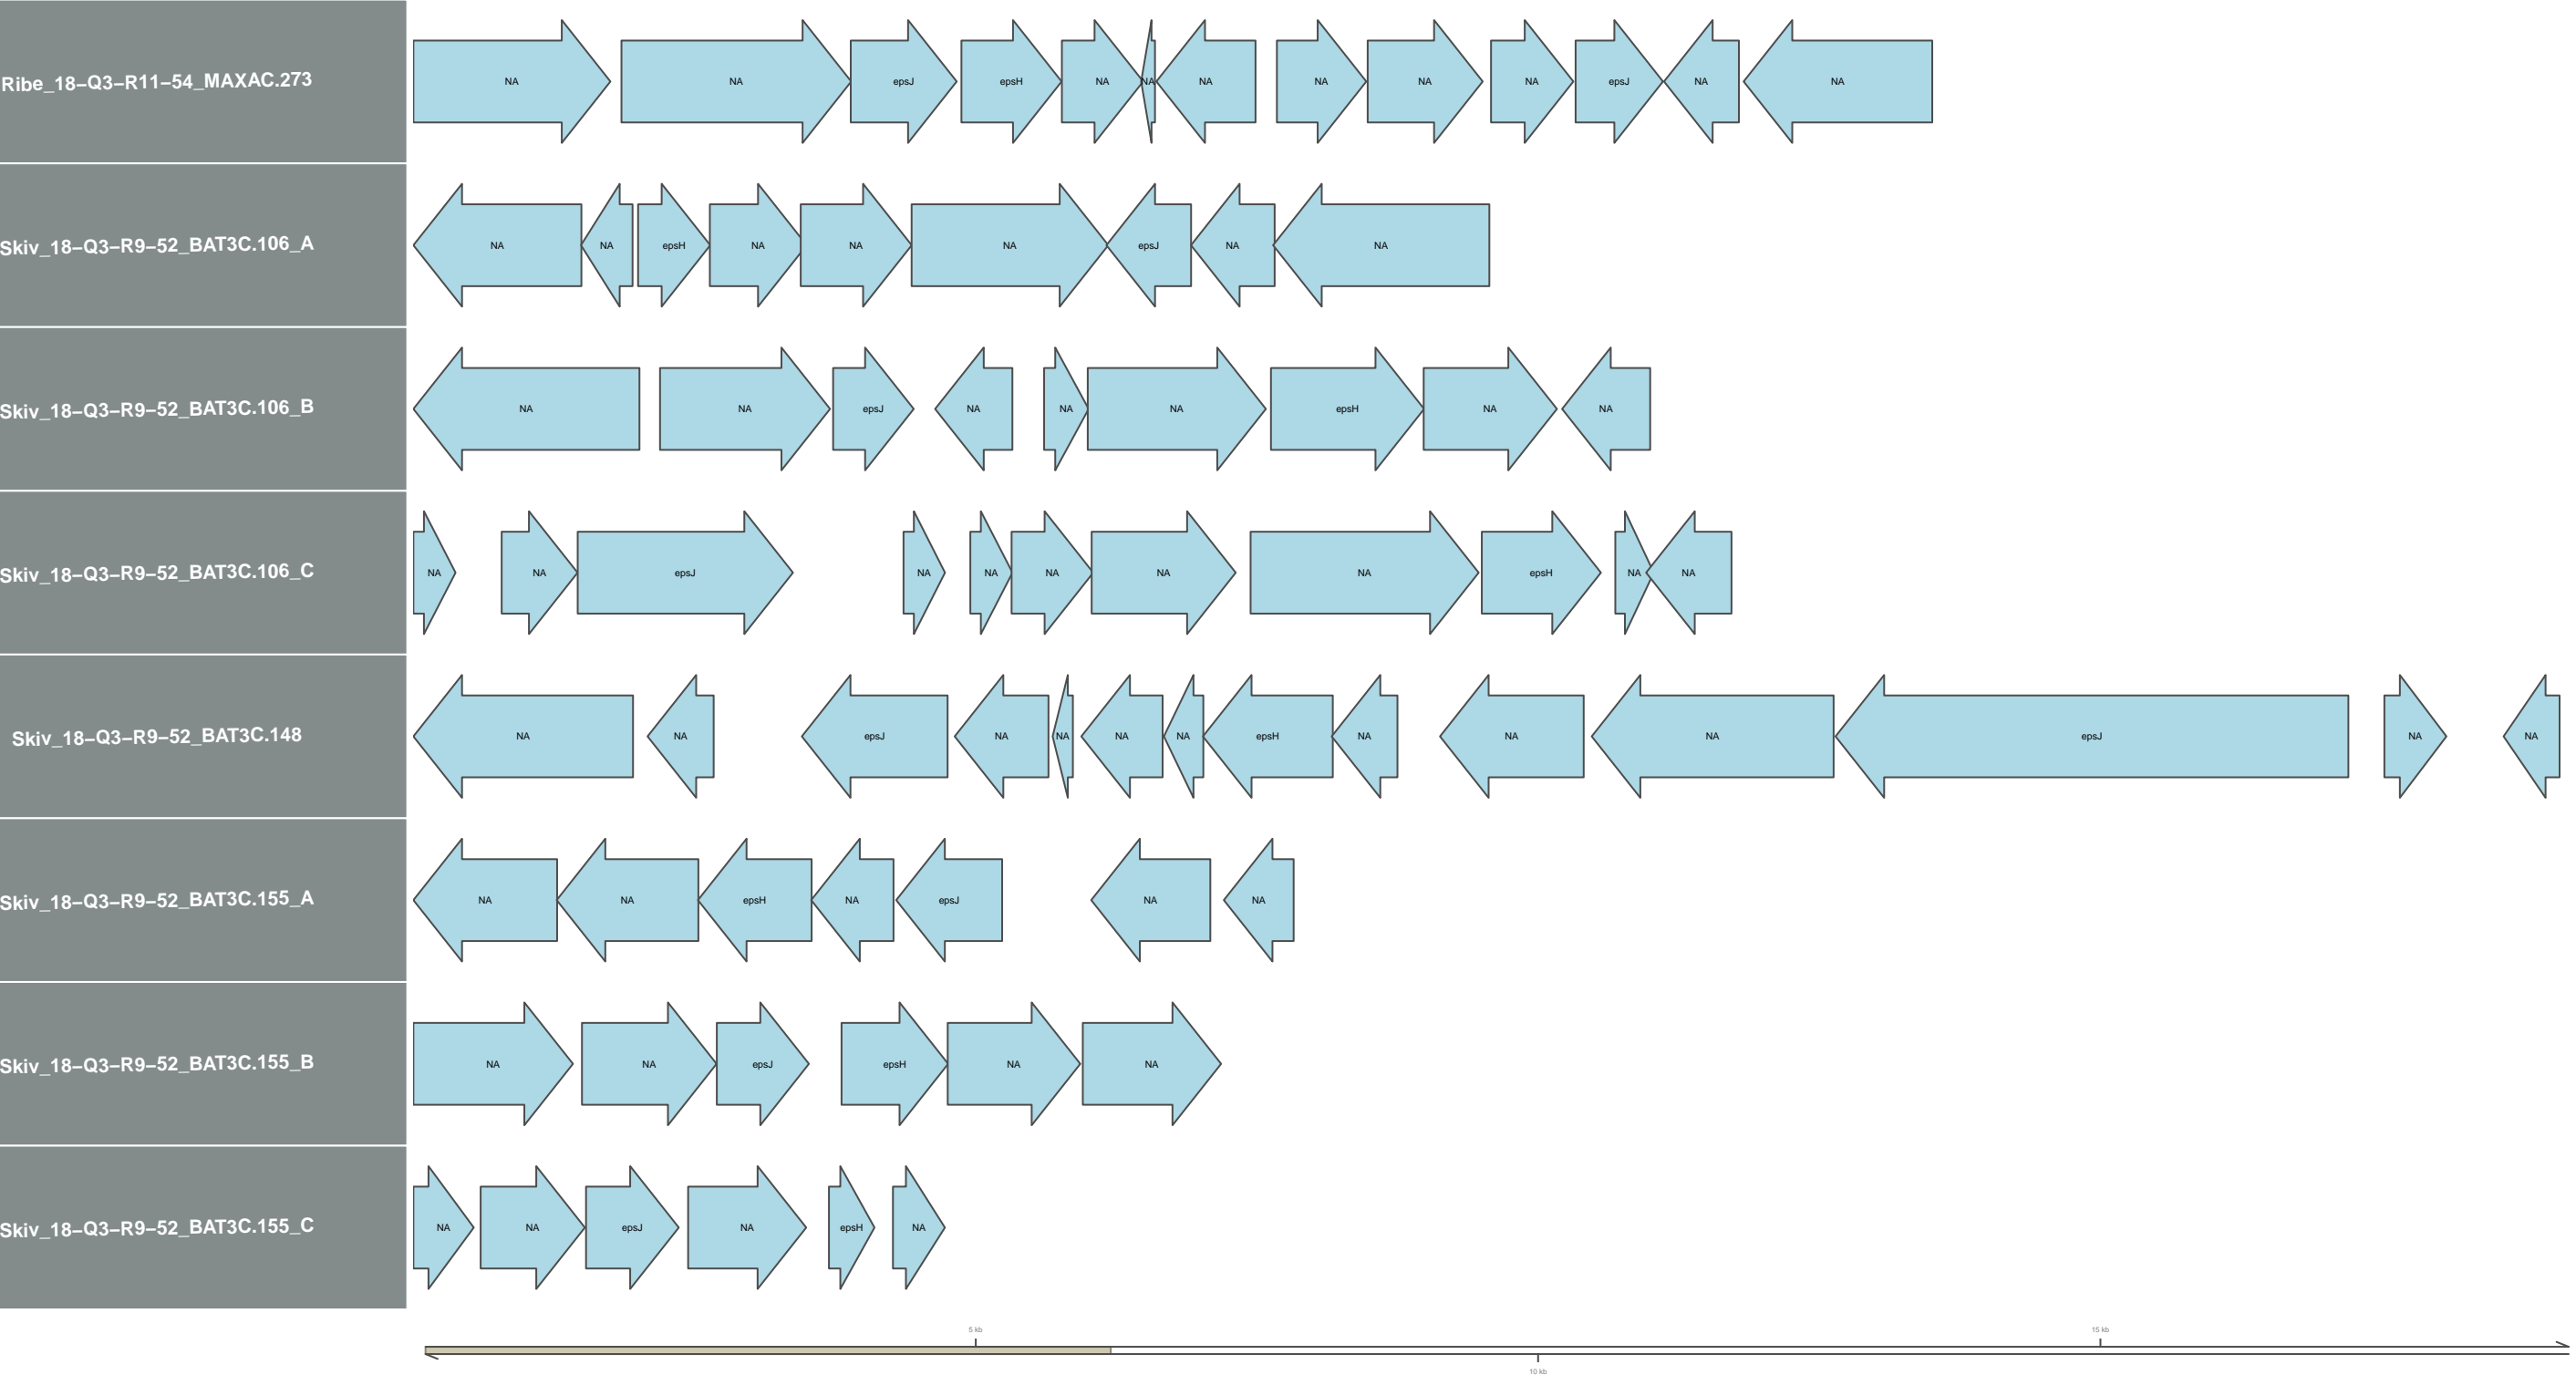 Ribe_18–Q3–R11–54_MAXAC.273 NA NA epsJ epsH NA NA NA NA NA NA epsJ NA NA
Skiv_18–Q3–R9–52_BAT3C.106_A NA NA epsH NA NA NA epsJ NA NA
Skiv_18–Q3–R9–52_BAT3C.106_B NA NA epsJ NA NA NA epsH NA NA
Skiv_18–Q3–R9–52_BAT3C.106_C NA NA epsJ NA NA NA NA NA epsH NA NA
Skiv_18–Q3–R9–52_BAT3C.148 NA NA epsJ NA NA NA NA epsH NA NA NA epsJ NA NA
Skiv_18–Q3–R9–52_BAT3C.155_A NA NA epsH NA epsJ NA NA
Skiv_18–Q3–R9–52_BAT3C.155_B NA NA epsJ epsH NA NA
Skiv_18–Q3–R9–52_BAT3C.155_C NA NA epsJ NA epsH NA
5 kb 15 kb
10 kb